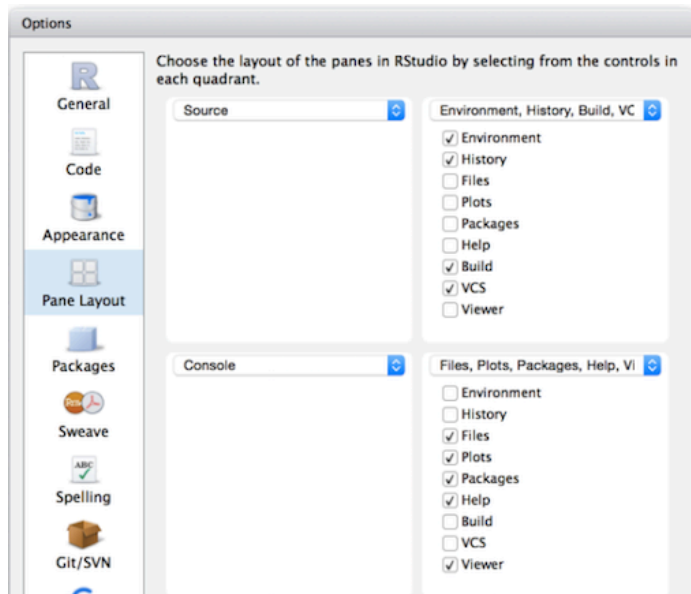 Options
Choose the layout of the panes in RStudio by selecting from the controls in
each quadrant.
R
General
Code
Appearance
Pane Layout
Packages
Sweave
ABC
Spelling
Git/SVN
Source
Environment, History, Build, VC
Environment
History
Files
Plots
Packages
Help
Build
VCS
Viewer
Console
Files, Plots, Packages, Help, Vi
Environment
History
Files
Plots
Packages
Help
Build
VCS
Viewer